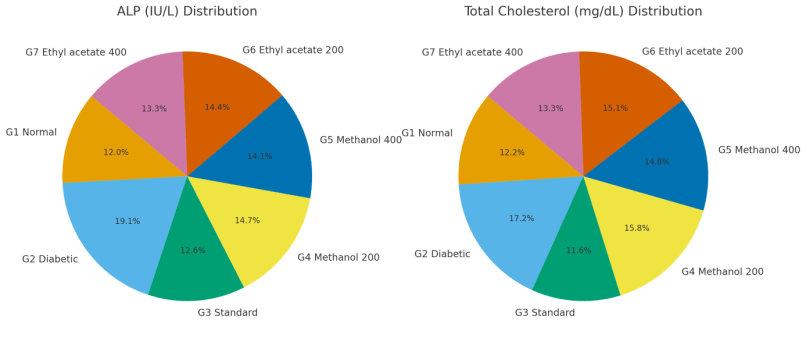 ALP (IU/L) Distribution
G7 Ethyl acetate 400
G6 Ethyl acetate 200
13.3%
14.4%
G1 Normal
12.0%
14.1%
G5 Methanol 400
19.1%
14.7%
12.6%
G2 Diabetic
G4 Methanol 200
G3 Standard
Total Cholesterol (mg/dL) Distribution
G7 Ethyl acetate 400
G6 Ethyl acetate 200
13.3%
15.1%
G1 Normal
12.2%
14.8%
G5 Methanol 400
17.2%
15.8%
11.6%
G2 Diabetic
G4 Methanol 200
G3 Standard